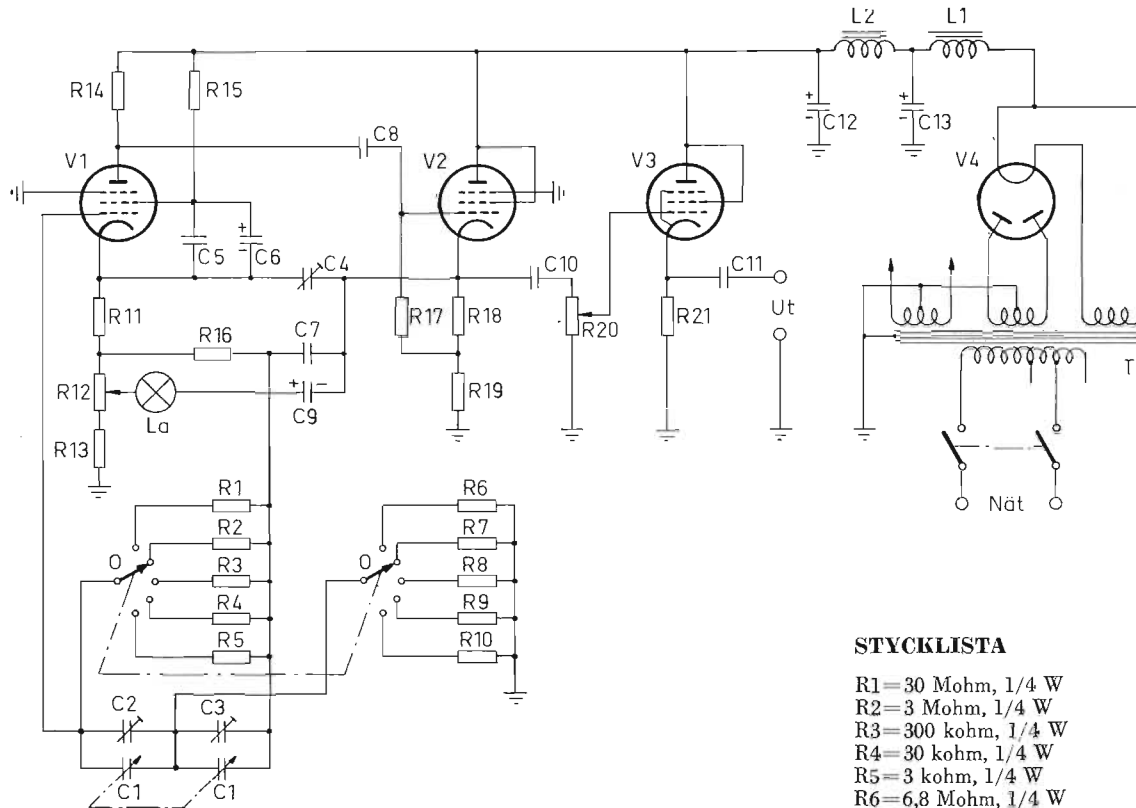 L2
L1
R14
R15
C8
C12
C13
V1
V2
V3
V4
C5
C6
C4
C10
C11
R11
R16
C7
R17
R18
R20
R21
Ut
R12
La
C9
R19
R13
T
Nät
R1
R2
R3
R4
R5
O
R6
R7
R8
R9
R10
O
C2
C3
C1
C1
STYCKLISTA
R1=30 Mohm, 1/4 W
R2=3 Mohm, 1/4 W
R3=300 kohm, 1/4 W
R4=30 kohm, 1/4 W
R5=3 kohm, 1/4 W
R6=6,8 Mohm, 1/4 W